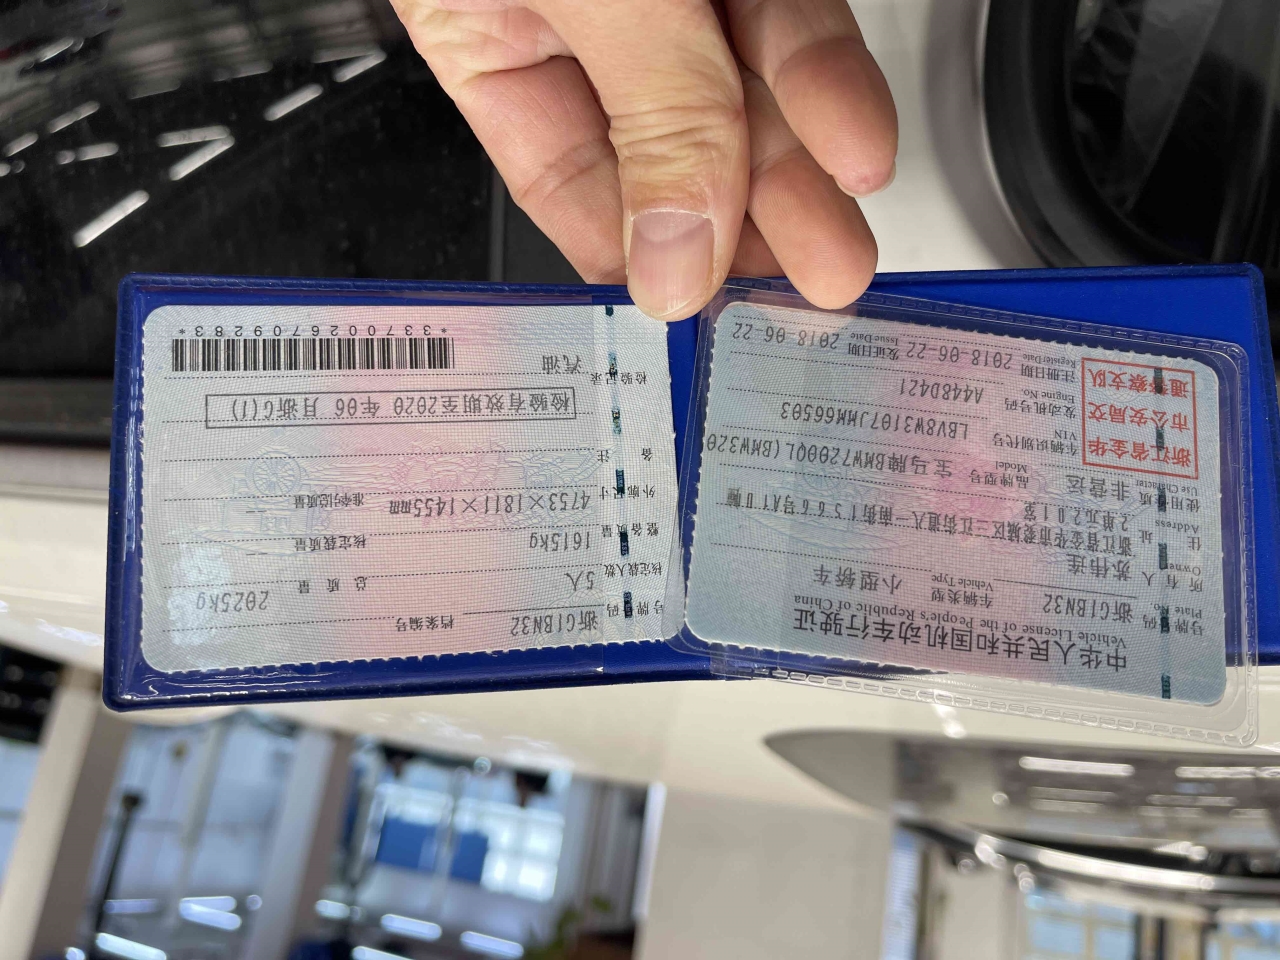 中华人民共和国机动车行驶证
Vehicle License of the People's Republic of China
号牌号码 浙G1BN32 车辆类型 小型轿车
Plate No. Vehicle Type
所有人 苏伟连
Owner
住址 浙江省金华市婺城区三江街道八一南街1566号A1幢
Address 2单元201室
使用性质 非营运 品牌型号 宝马牌BMW7200QL(BMW320
Use Character Model
浙江省金华
市公安局交
通警察支队
车辆识别代号 LBV8W3107JMM66503
VIN
发动机号码 A448D421
Engine No.
注册日期 2018-06-22 发证日期 2018-06-22
Register Date Issue Date
号牌号码 浙G1BN32 档案编号
核定载人数 5人 总质量 2025kg
整备质量 1615kg 核定载质量 —
外廓尺寸 4753×1811×1455mm 准牵引总质量 —
备注
检验有效期至2020年06月浙G(1)
检验记录
汽油
*3370026709283*